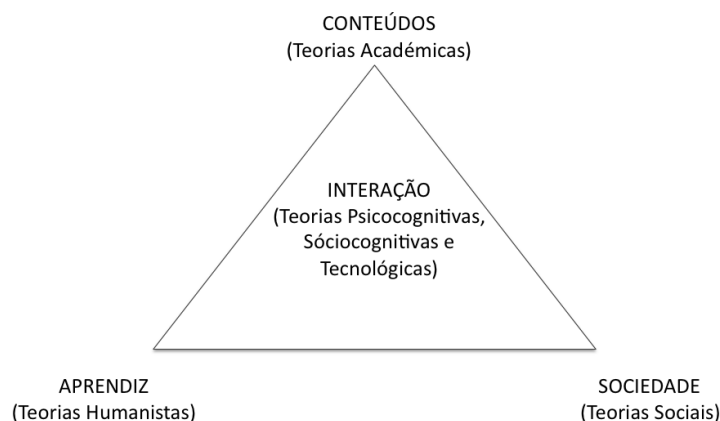 CONTEÚDOS
(Teorias Académicas)
INTERAÇÃO
(Teorias Psicocognitivas,
Sóciocognitivas e
Tecnológicas)
APRENDIZ
(Teorias Humanistas)
SOCIEDADE
(Teorias Sociais)